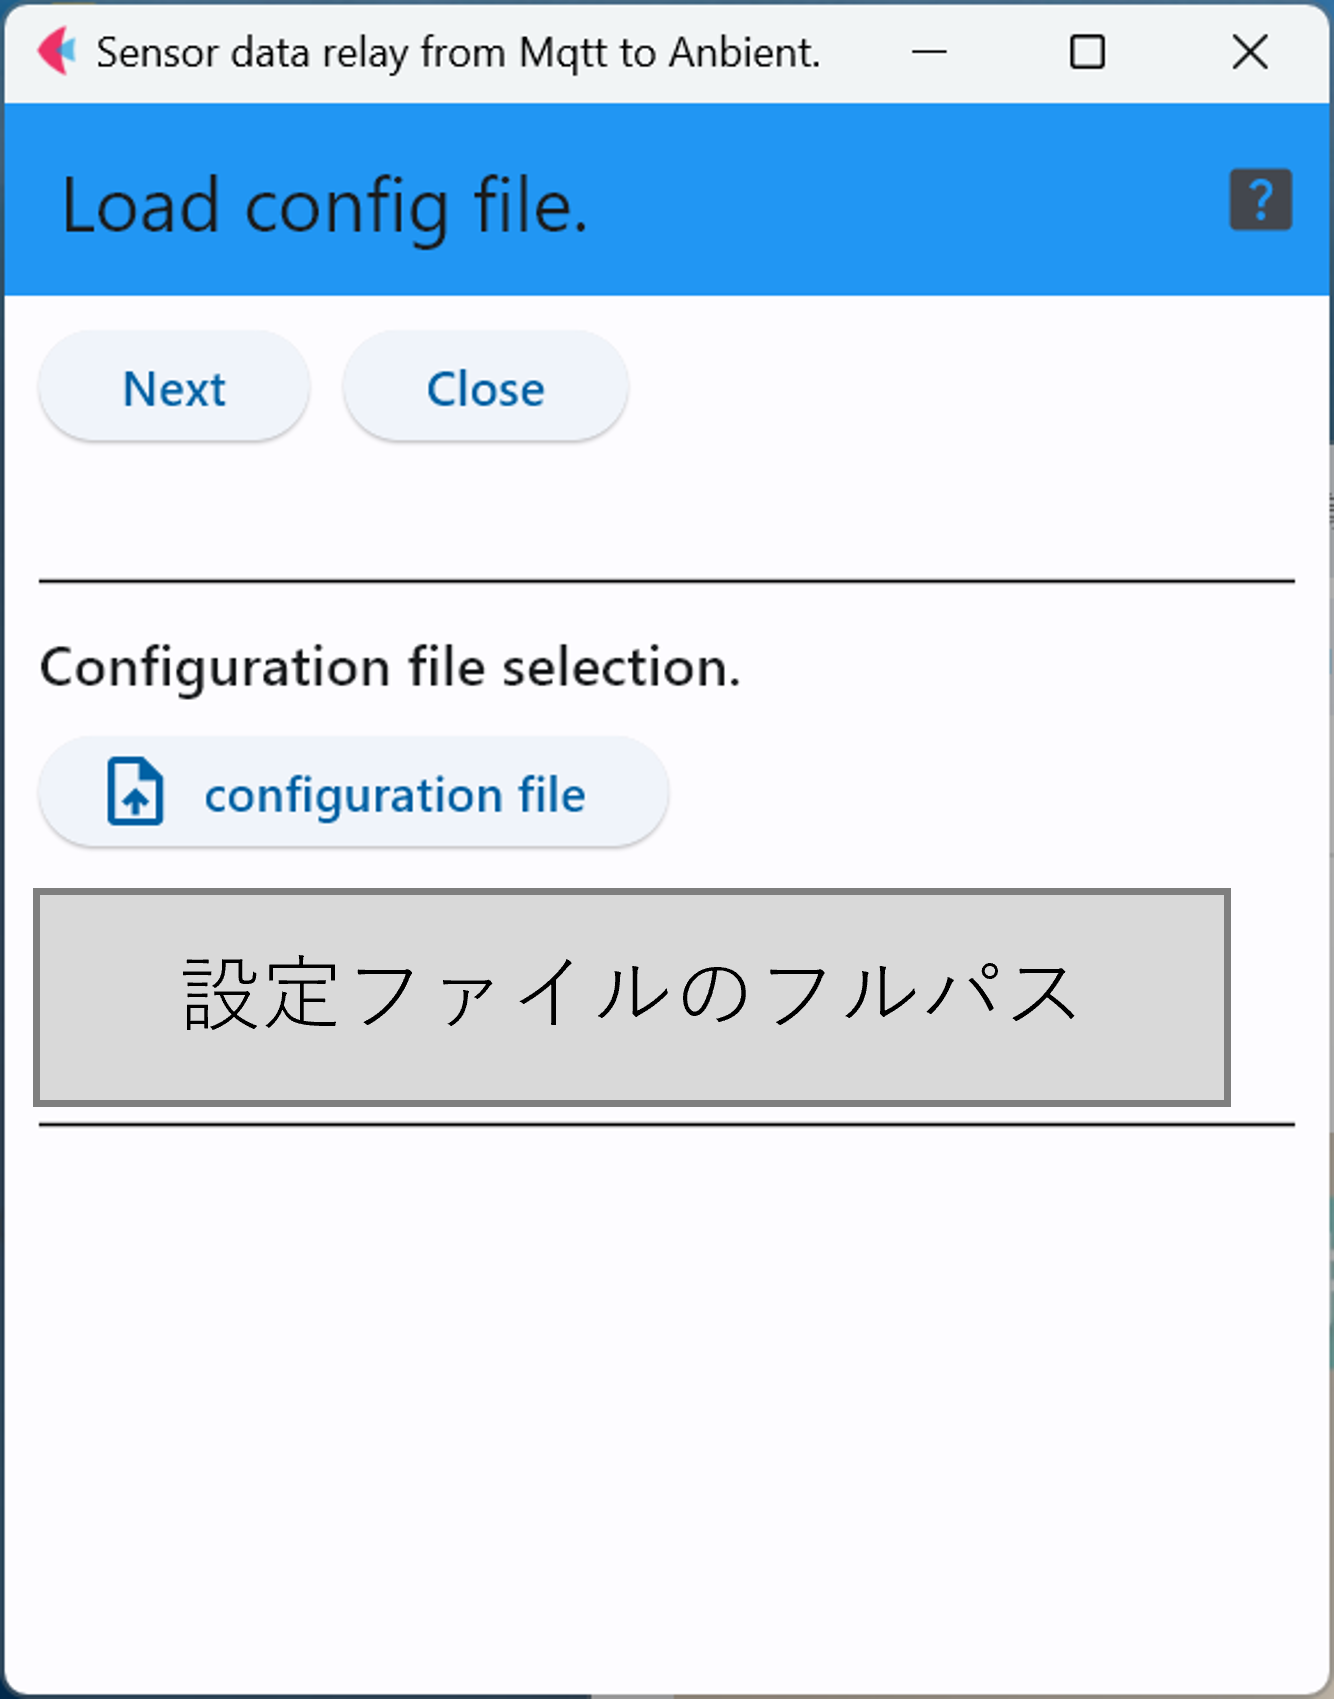 Sensor data relay from Mqtt to Anbient.
Load config file.
?
Next
Close
Configuration file selection.
configuration file
設定ファイルのフルパス